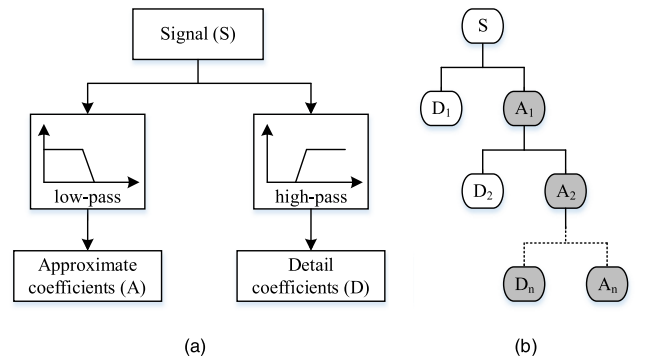 Signal (S)
low-pass
high-pass
Approximate
coefficients (A)
Detail
coefficients (D)
(a)
S
D₁
A₁
D₂
A₂
Dₙ
Aₙ
(b)